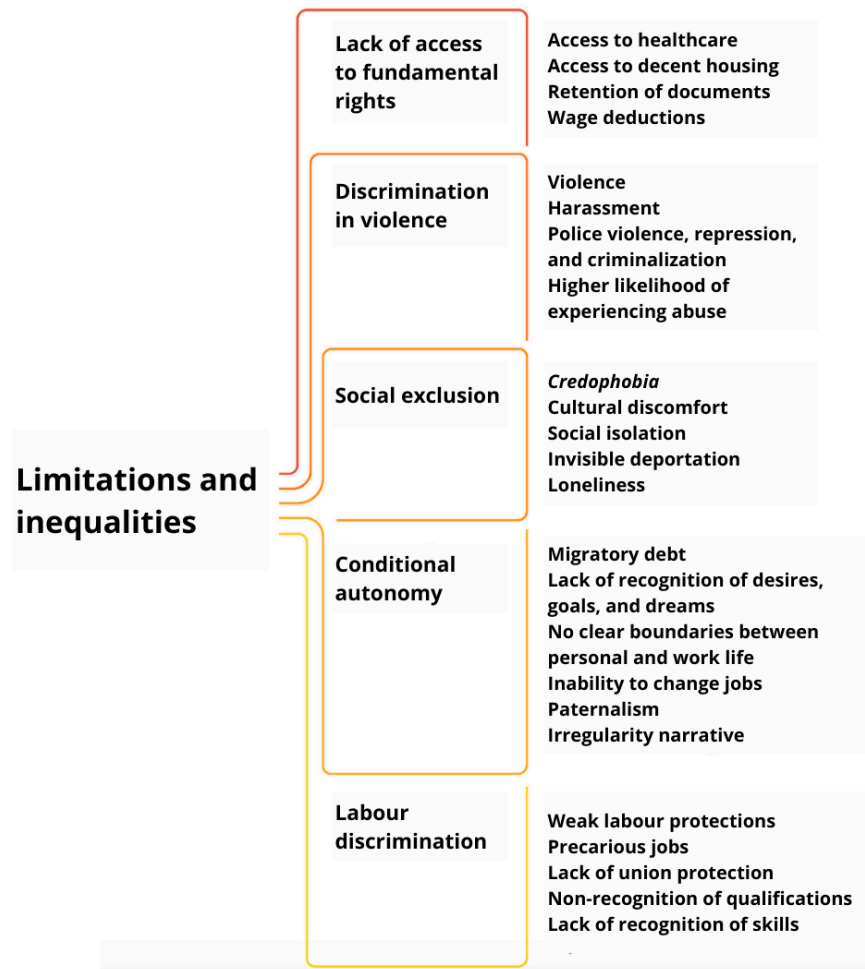 Limitations and
inequalities
Lack of access
to fundamental
rights
Access to healthcare
Access to decent housing
Retention of documents
Wage deductions
Discrimination
in violence
Violence
Harassment
Police violence, repression,
and criminalization
Higher likelihood of
experiencing abuse
Social exclusion
Credophobia
Cultural discomfort
Social isolation
Invisible deportation
Loneliness
Conditional
autonomy
Migratory debt
Lack of recognition of desires,
goals, and dreams
No clear boundaries between
personal and work life
Inability to change jobs
Paternalism
Irregularity narrative
Labour
discrimination
Weak labour protections
Precarious jobs
Lack of union protection
Non-recognition of qualifications
Lack of recognition of skills